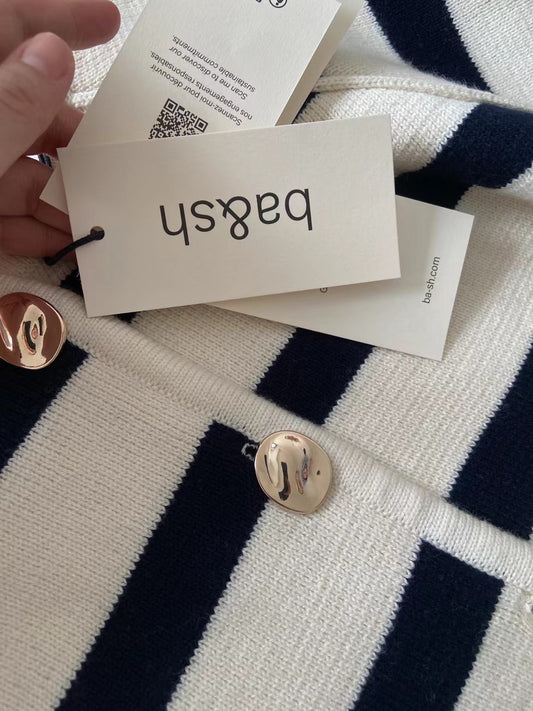 Scannez-moi pour découvrir
nos engagements responsables.
Scan me to discover our
sustainable commitments.
ba&sh
ba-sh.com